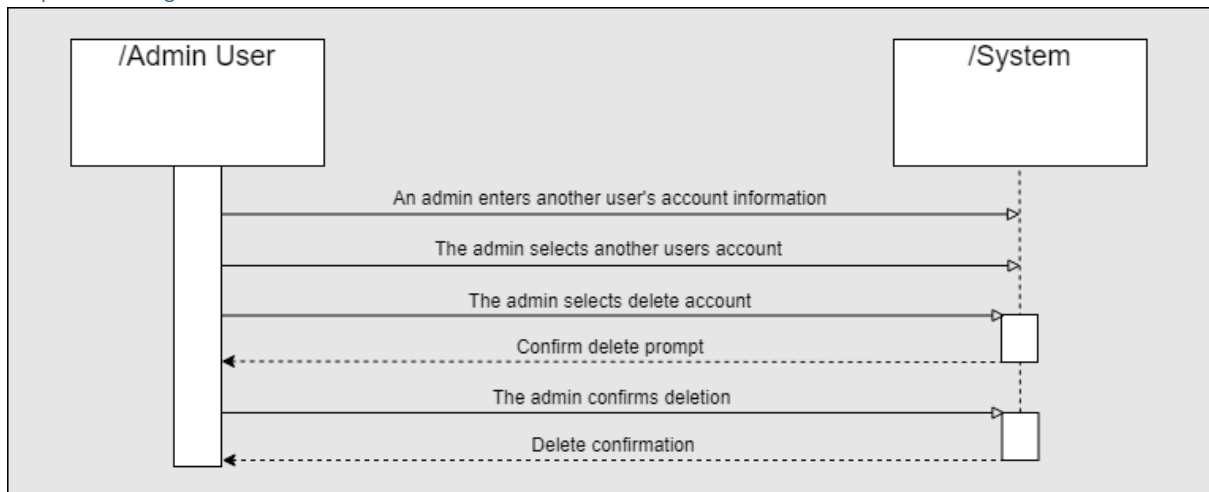 /Admin User
/System
An admin enters another user's account information
The admin selects another users account
The admin selects delete account
Confirm delete prompt
The admin confirms deletion
Delete confirmation